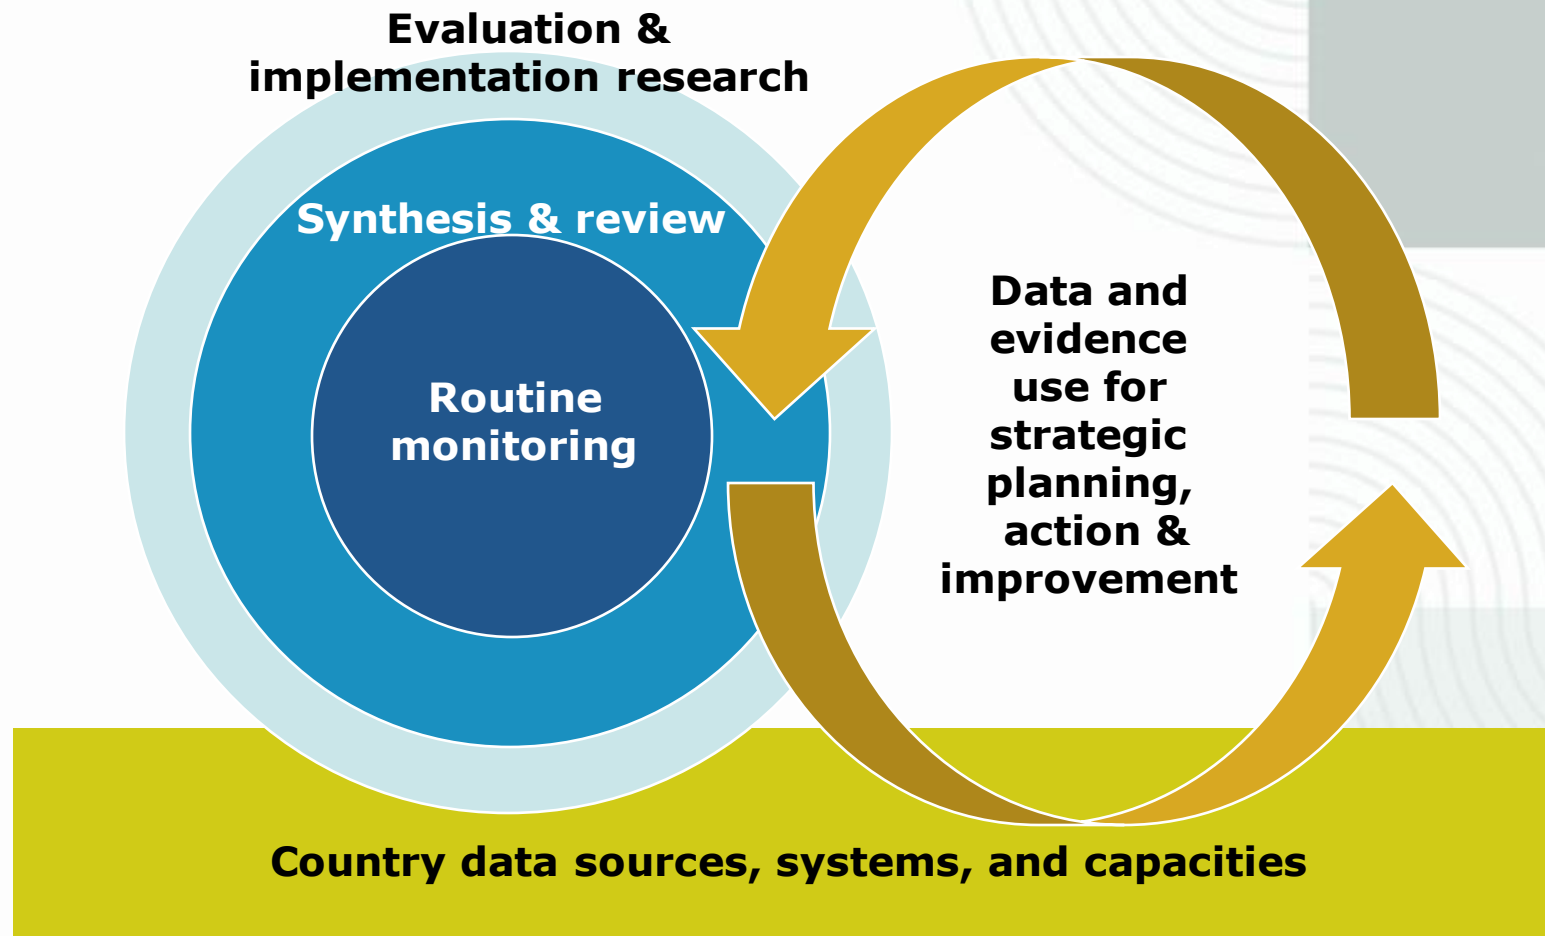 Evaluation &
implementation research
Synthesis & review
Routine
monitoring
Data and
evidence
use for
strategic
planning,
action &
improvement
Country data sources, systems, and capacities